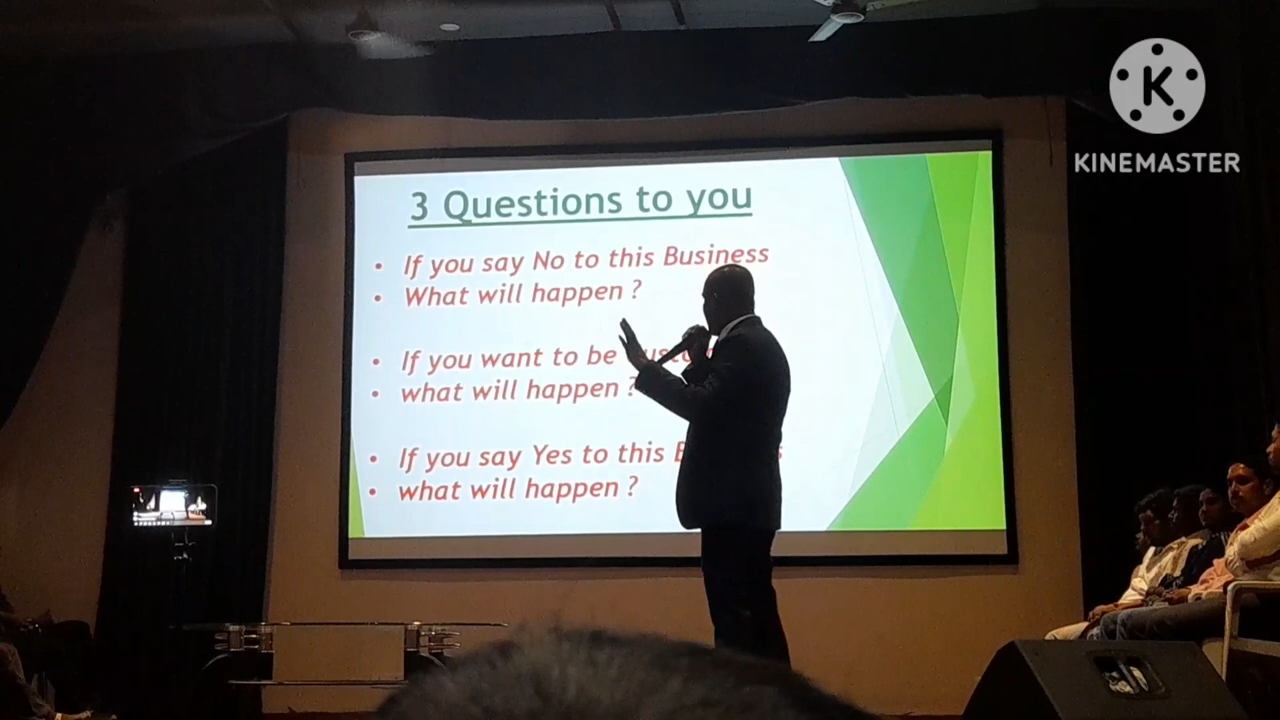 K
KINEMASTER
3 Questions to you
• If you say No to this Business
• What will happen ?
• If you want to be
• what will happen ?
• If you say Yes to this
• what will happen ?